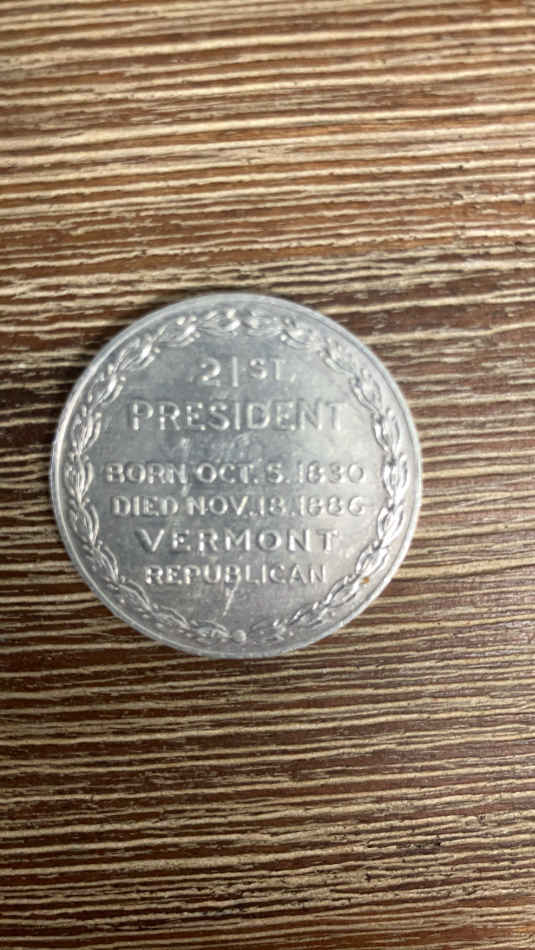 21ST
PRESIDENT
BORN OCT. 5. 1830
DIED NOV. 18. 1886
VERMONT
REPUBLICAN